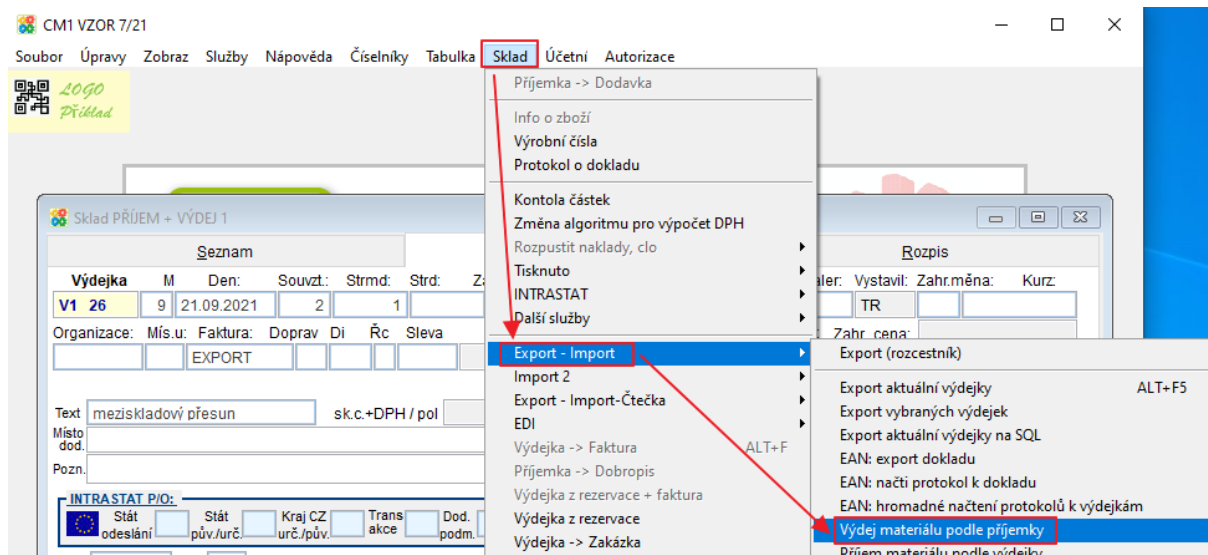 CM1 VZOR 7/21
Soubor Úpravy Zobraz Služby Nápověda Číselníky Tabulka Sklad Účetní Autorizace
LOGO
Příklad
Příjemka -> Dodavka
Info o zboží
Výrobní čísla
Protokol o dokladu
Kontola částek
Změna algoritmu pro výpočet DPH
Rozpustit naklady, clo
Tisknuto
INTRASTAT
Další služby
Export - Import
Import 2
Export - Import-Čtečka
EDI
Výdejka -> Faktura ALT+F
Příjemka -> Dobropis
Výdejka z rezervace + faktura
Výdejka z rezervace
Výdejka -> Zakázka
Export (rozcestník)
Export aktuální výdejky ALT+F5
Export vybraných výdejek
Export aktuální výdejky na SQL
EAN: export dokladu
EAN: načti protokol k dokladu
EAN: hromadné načtení protokolů k výdejkám
Výdej materiálu podle příjemky
Příjem materiálu podle výdejky
Sklad PŘÍJEM + VÝDEJ 1
Seznam Rozpis
Výdejka M Den: Souvzt.: Strmd: Strd: Vystavil: Zahr.měna: Kurz:
V1 26 9 21.09.2021 2 1 TR
Organizace: Mís.u: Faktura: Doprav Di Řc Sleva Zahr. cena:
EXPORT
Text meziskladový přesun sk.c.+DPH / pol
Místo
dod.
Pozn.
INTRASTAT P/O:
Stát odeslání Stát pův./urč. Kraj CZ urč./pův. Trans akce Dod. podm.